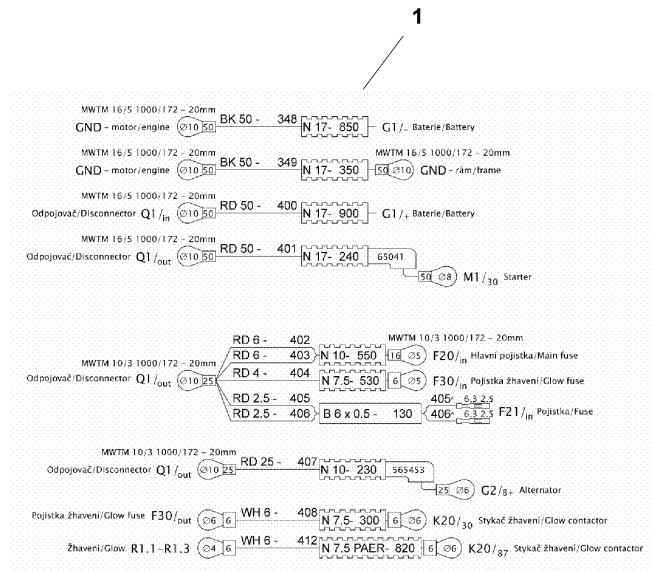 1
MWTM 16/5 1000/172 - 20mm
GND - motor/engine Ø10 50 BK 50 - 348 N 17- 850 G1/- Baterie/Battery
MWTM 16/5 1000/172 - 20mm MWTM 16/5 1000/172 - 20mm
GND - motor/engine Ø10 50 BK 50 - 349 N 17- 350 50 Ø10 GND - rám/frame
MWTM 16/5 1000/172 - 20mm
Odpojovač/Disconnector Q1/in Ø10 50 RD 50 - 400 N 17- 900 G1/+ Baterie/Battery
MWTM 16/5 1000/172 - 20mm
Odpojovač/Disconnector Q1/out Ø10 50 RD 50 - 401 N 17- 240 65041
50 Ø8 M1/30 Starter
RD 6 - 402 MWTM 10/3 1000/172 - 20mm
RD 6 - 403 N 10- 550 16 Ø5 F20/in Hlavní pojistka/Main fuse
MWTM 10/3 1000/172 - 20mm
Odpojovač/Disconnector Q1/out Ø10 25 RD 4 - 404 N 7.5- 530 6 Ø5 F30/in Pojistka žhavení/Glow fuse
RD 2.5 - 405 405* 6.3 2.5
RD 2.5 - 406 B 6 x 0.5 - 130 406* 6.3 2.5 F21/in Pojistka/Fuse
MWTM 10/3 1000/172 - 20mm
Odpojovač/Disconnector Q1/out Ø10 25 RD 25 - 407 N 10- 230 565453
25 Ø6 G2/B+ Alternator
Pojistka žhavení/Glow fuse F30/out Ø6 6 WH 6 - 408 N 7.5- 300 6 Ø6 K20/30 Stykač žhavení/Glow contactor
Žhavení/Glow R1.1-R1.3 Ø4 6 WH 6 - 412 N 7.5 PAER- 820 6 Ø6 K20/87 Stykač žhavení/Glow contactor